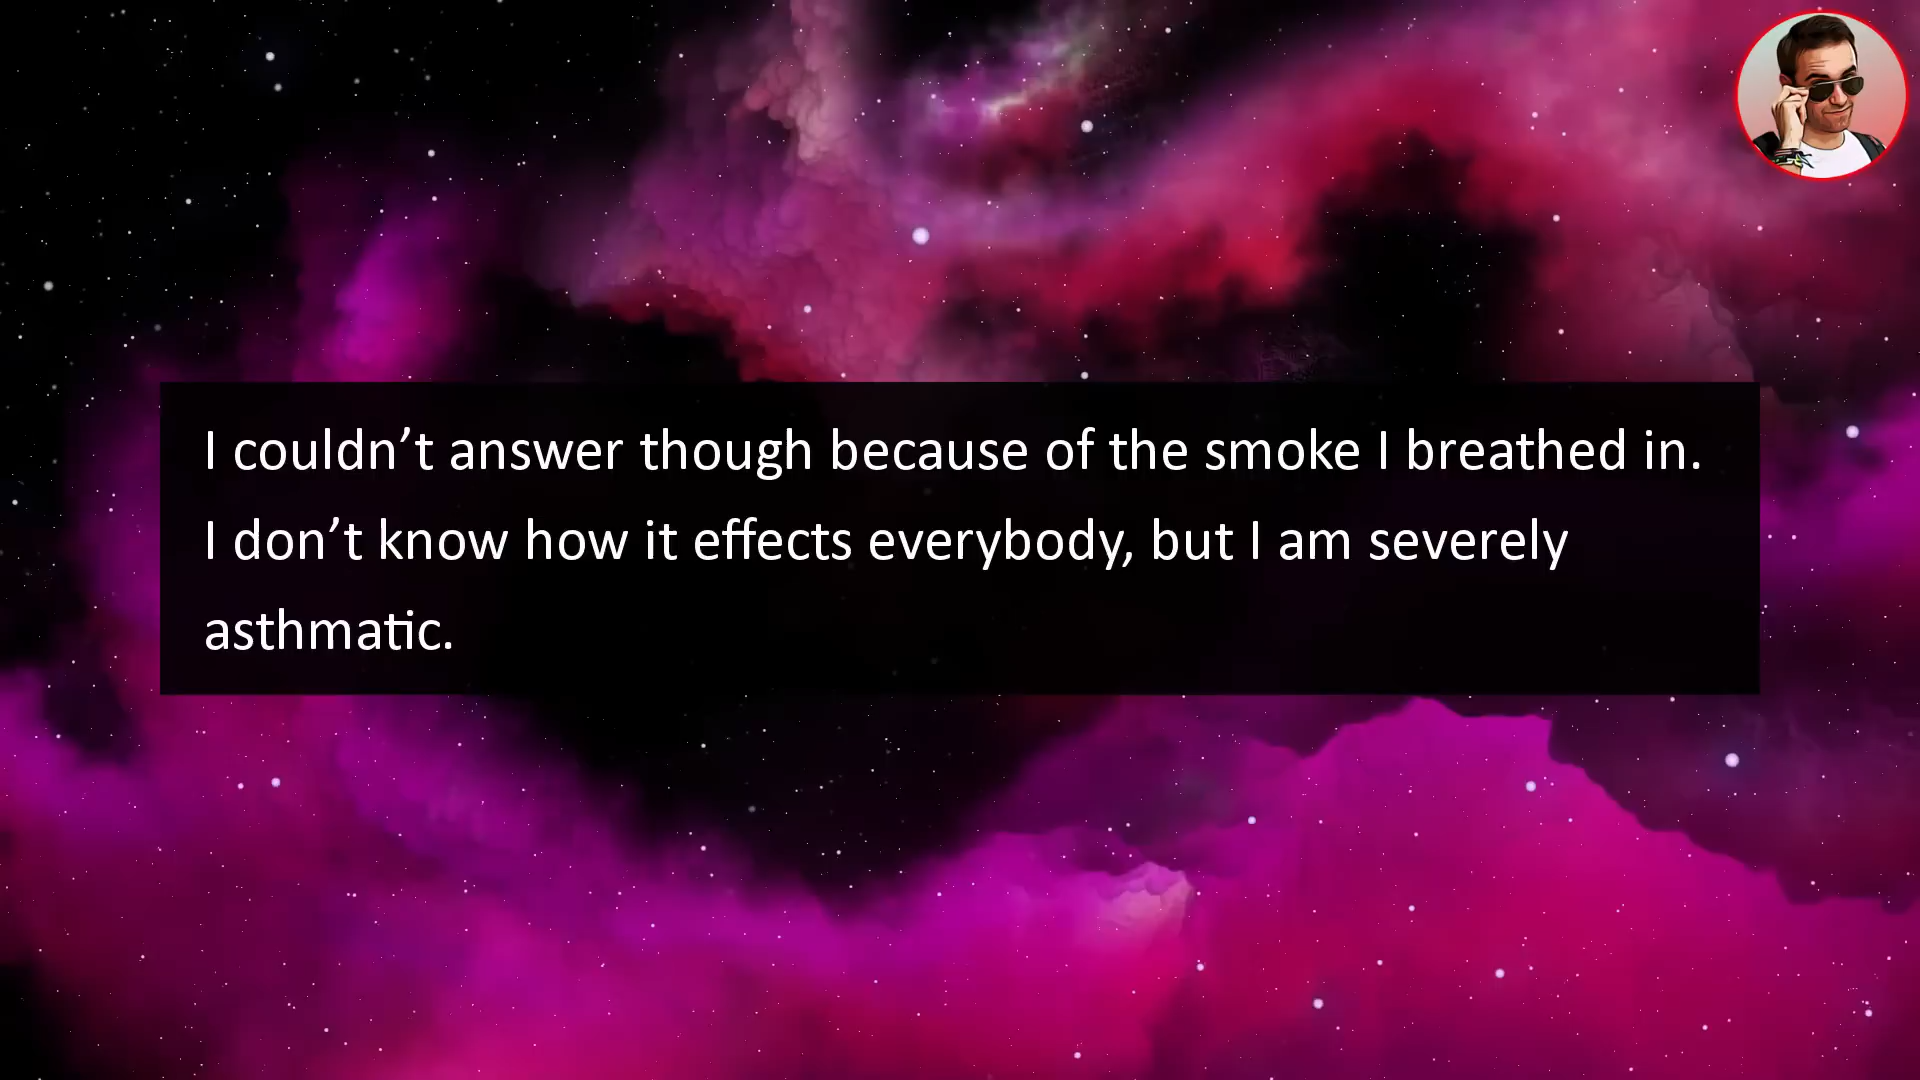 I couldn’t answer though because of the smoke I breathed in.
I don’t know how it effects everybody, but I am severely
asthmatic.